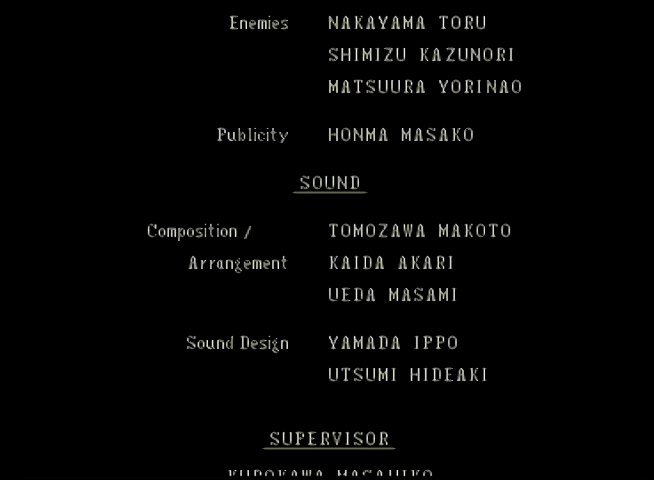 Enemies NAKAYAMA TORU
SHIMIZU KAZUNORI
MATSUURA YORINAO
Publicity HONMA MASAKO
SOUND
Composition / TOMOZAWA MAKOTO
Arrangement KAIDA AKARI
UEDA MASAMI
Sound Design YAMADA IPPO
UTSUMI HIDEAKI
SUPERVISOR